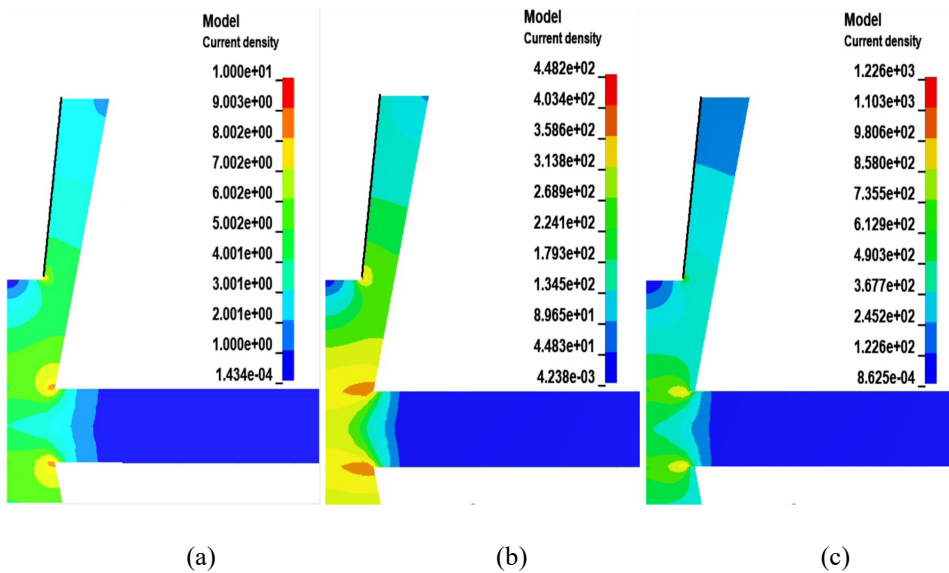 Model
Current density
1.000e+01
9.003e+00
8.002e+00
7.002e+00
6.002e+00
5.002e+00
4.001e+00
3.001e+00
2.001e+00
1.000e+00
1.434e-04
Model
Current density
4.482e+02
4.034e+02
3.586e+02
3.138e+02
2.689e+02
2.241e+02
1.793e+02
1.345e+02
8.965e+01
4.483e+01
4.238e-03
Model
Current density
1.226e+03
1.103e+03
9.806e+02
8.580e+02
7.355e+02
6.129e+02
4.903e+02
3.677e+02
2.452e+02
1.226e+02
8.625e-04
(a)
(b)
(c)